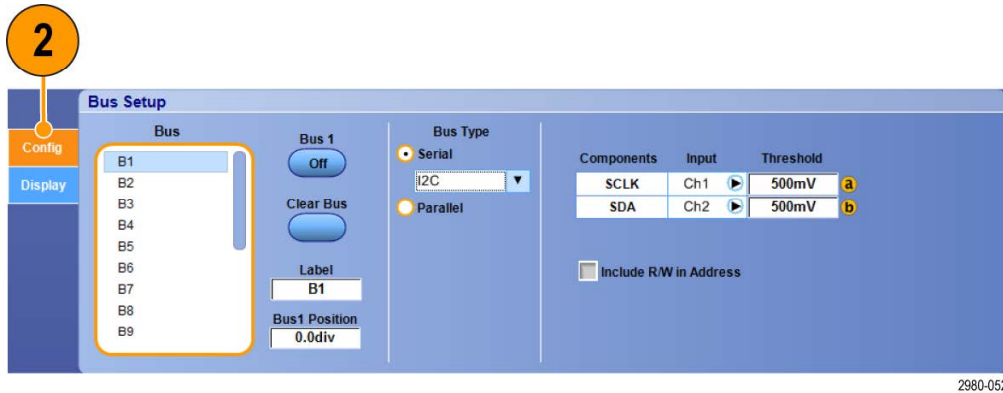 2
Bus Setup
Config
Display
Bus
B1
B2
B3
B4
B5
B6
B7
B8
B9
Bus 1
Off
Clear Bus
Label
B1
Bus1 Position
0.0div
Bus Type
Serial
I2C
Parallel
Components Input Threshold
SCLK Ch1 500mV a
SDA Ch2 500mV b
Include R/W in Address
2980-052